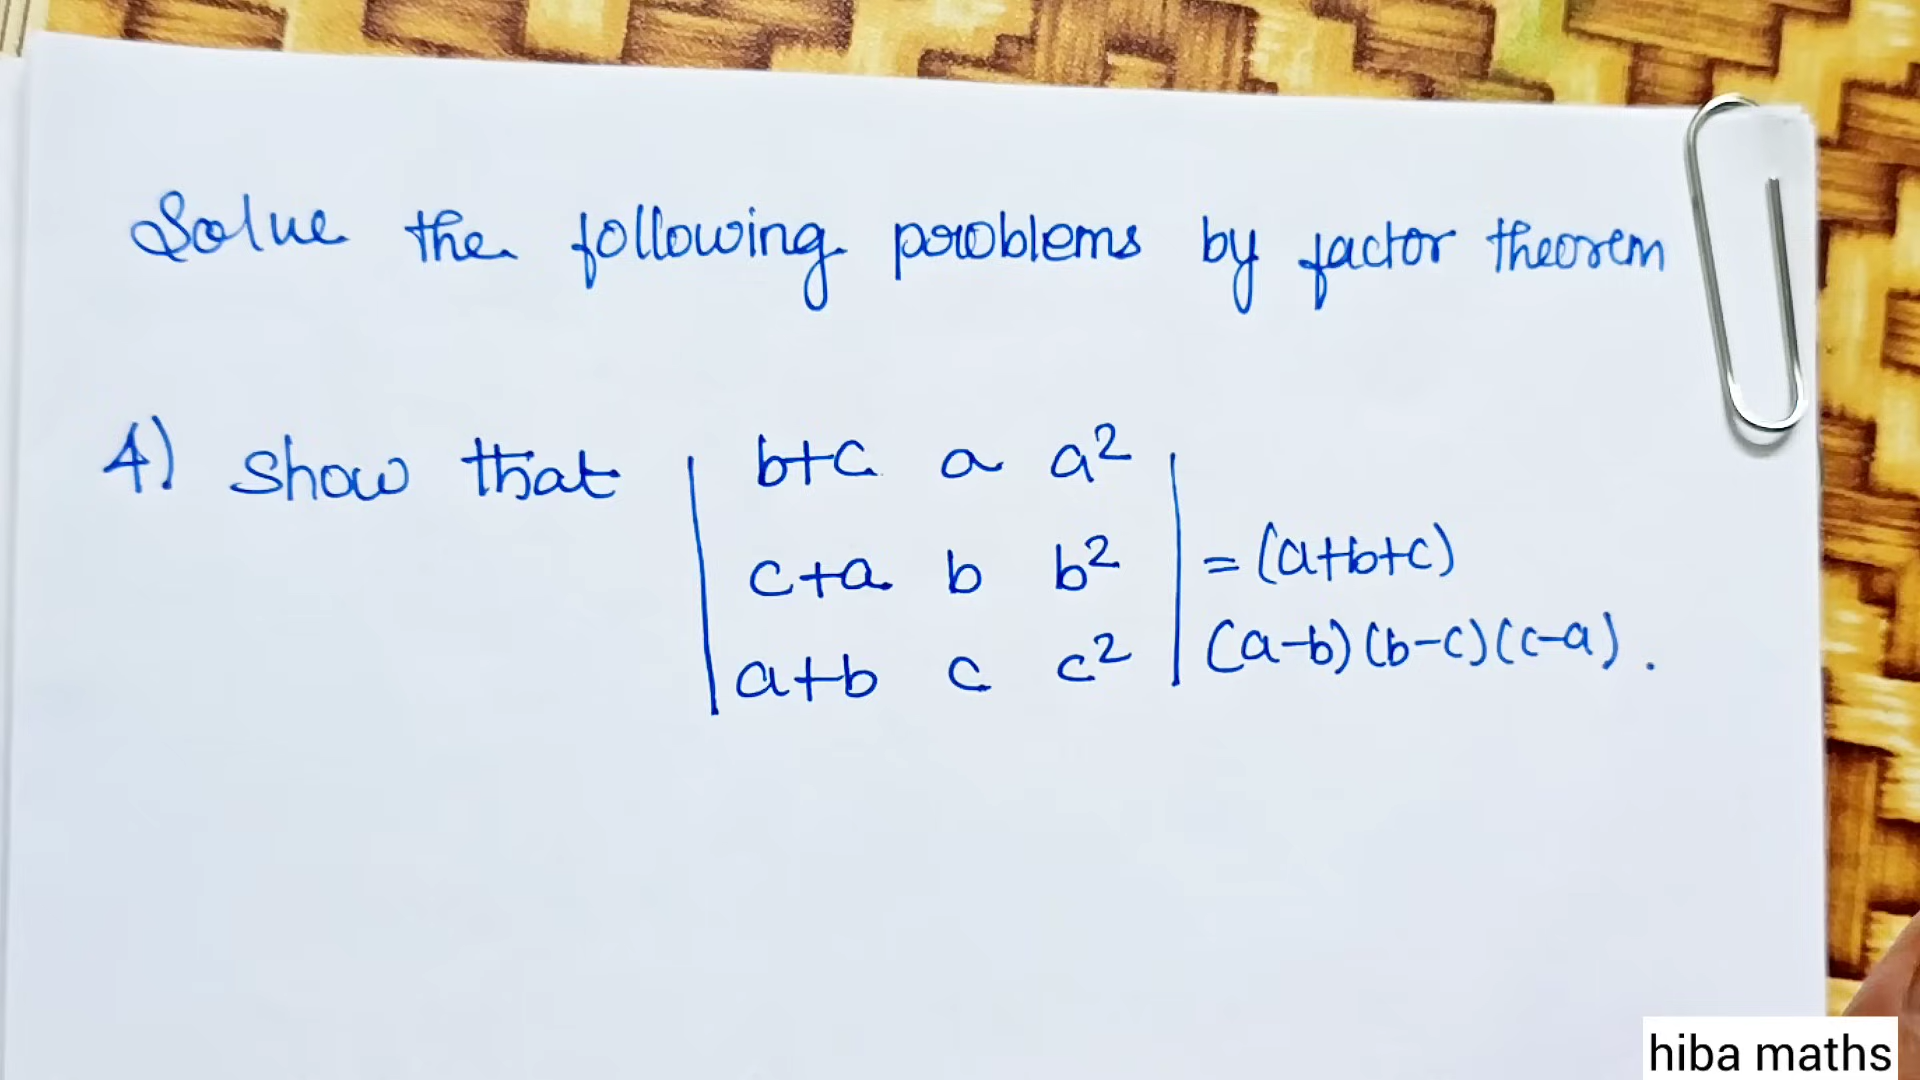 Solve the following problems by factor theorem
4) show that | b+c a a² |
| c+a b b² | = (a+b+c)
| a+b c c² | (a-b)(b-c)(c-a).
hiba maths